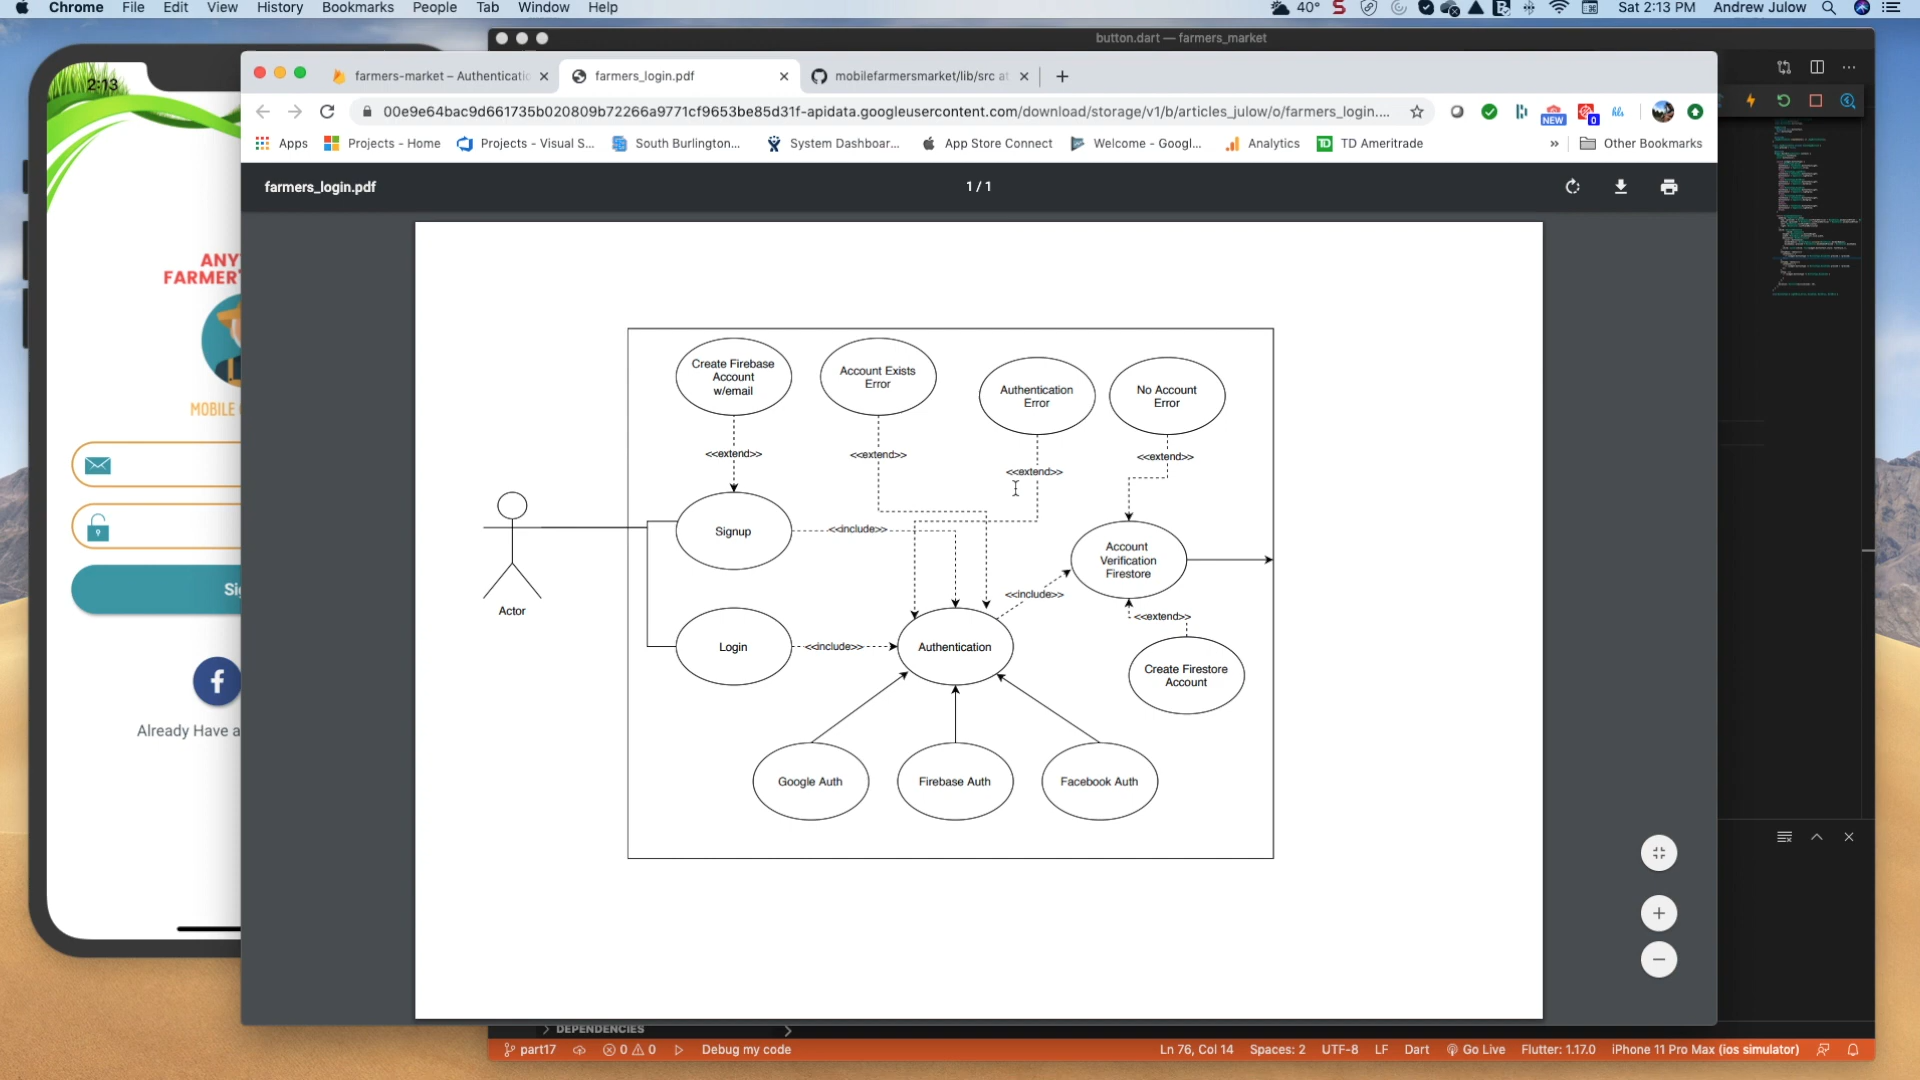 Chrome File Edit View History Bookmarks People Tab Window Help
40° Sat 2:13 PM Andrew Julow
button.dart — farmers_market
2:13
farmers-market – Authenticatio
farmers_login.pdf
mobilefarmersmarket/lib/src at
00e9e64bac9d661735b020809b72266a9771cf9653be85d31f-apidata.googleusercontent.com/download/storage/v1/b/articles_julow/o/farmers_login....
NEW
0
hls
Apps
Projects - Home
Projects - Visual S...
South Burlington...
System Dashboar...
App Store Connect
Welcome - Googl...
Analytics
TD Ameritrade
»
Other Bookmarks
farmers_login.pdf
1 / 1
ANY
FARMER'
MOBILE
Already Have a
Create Firebase
Account
w/email
Account Exists
Error
Authentication
Error
No Account
Error
<<extend>>
<<extend>>
<<extend>>
<<extend>>
Signup
<<include>>
Account
Verification
Firestore
Actor
<<include>>
<<extend>>
Login
<<include>>
Authentication
Create Firestore
Account
Google Auth
Firebase Auth
Facebook Auth
DEPENDENCIES
part17
0 0
Debug my code
Ln 76, Col 14
Spaces: 2
UTF-8
LF
Dart
Go Live
Flutter: 1.17.0
iPhone 11 Pro Max (ios simulator)